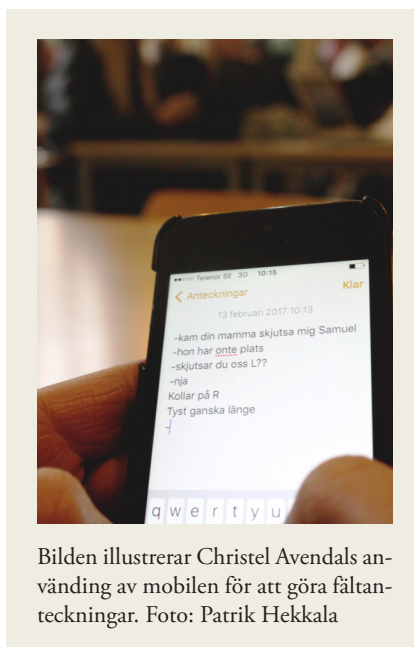 Telenor SE 3G 10:15
Anteckningar Klar
13 februari 2017 10:13
-kam din mamma skjutsa mig Samuel
-hon har onte plats
-skjutsar du oss L??
-nja
Kollar på R
Tyst ganska länge
-
q w e r t y u
Bilden illustrerar Christel Avendals an-
vänding av mobilen för att göra fältan-
teckningar. Foto: Patrik Hekkala